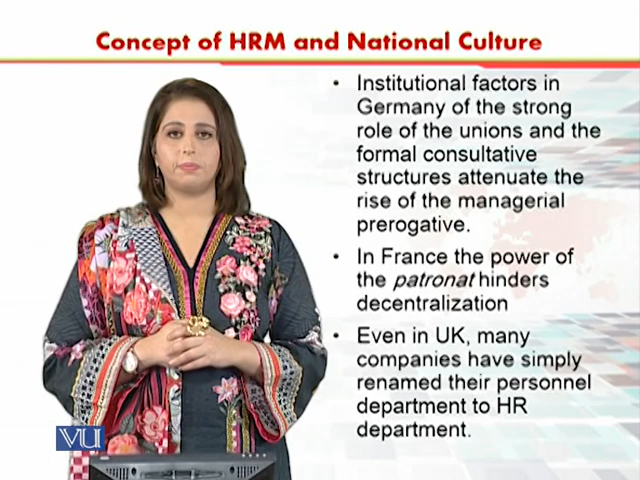 Concept of HRM and National Culture
• Institutional factors in
Germany of the strong
role of the unions and the
formal consultative
structures attenuate the
rise of the managerial
prerogative.
• In France the power of
the patronat hinders
decentralization
• Even in UK, many
companies have simply
renamed their personnel
department to HR
department.
VU